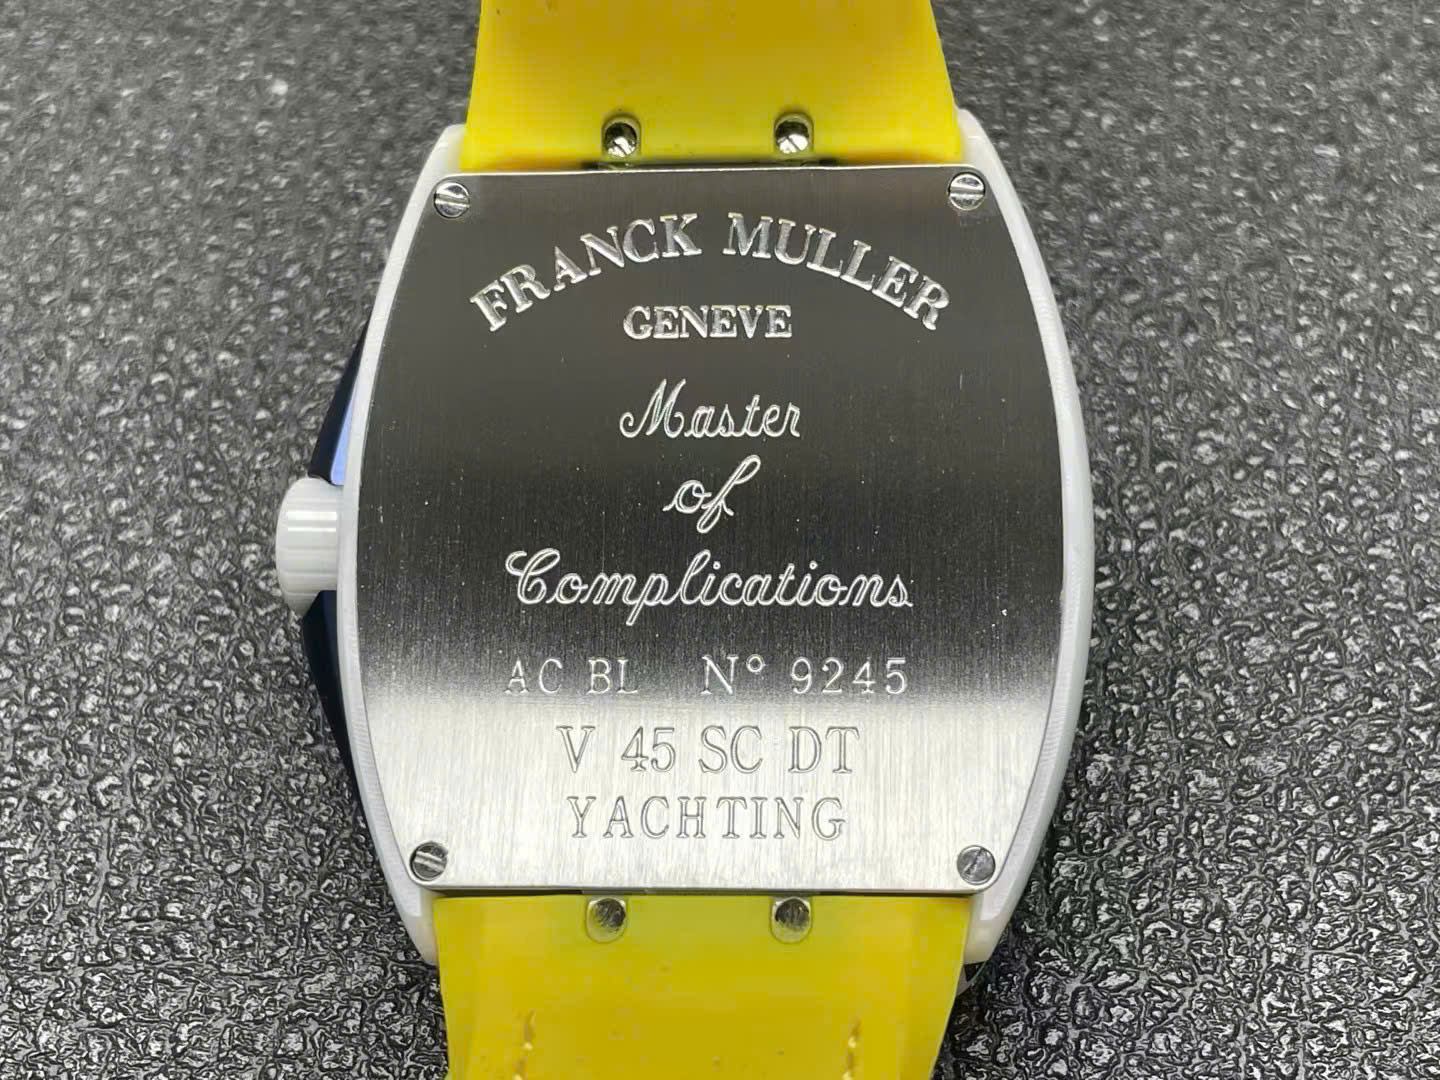 FRANCK MULLER
GENEVE
Master
of
Complications
AC BL N° 9245
V 45 SC DT
YACHTING